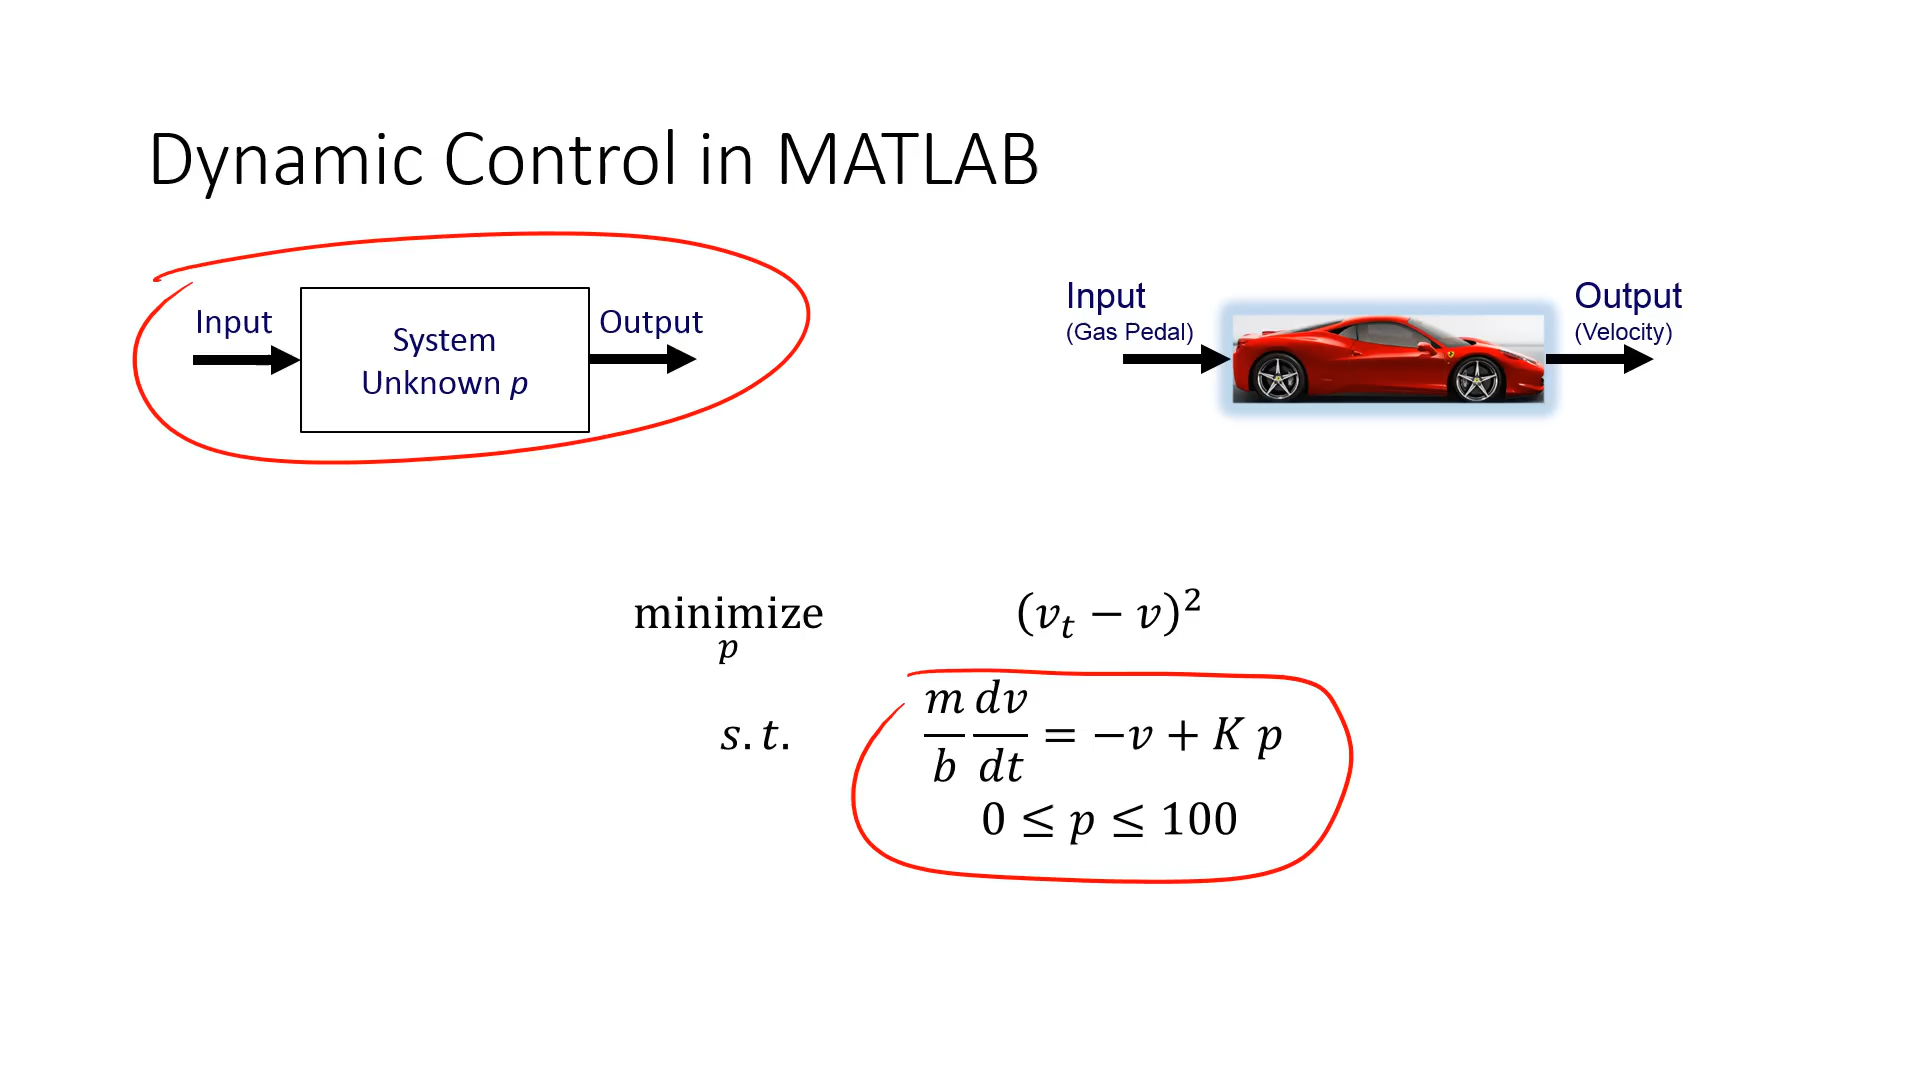 Dynamic Control in MATLAB
Input
System
Unknown p
Output
Input
(Gas Pedal)
Output
(Velocity)
minimize (v_t − v)^2
p
s.t. m/b dv/dt = −v + K p
0 ≤ p ≤ 100